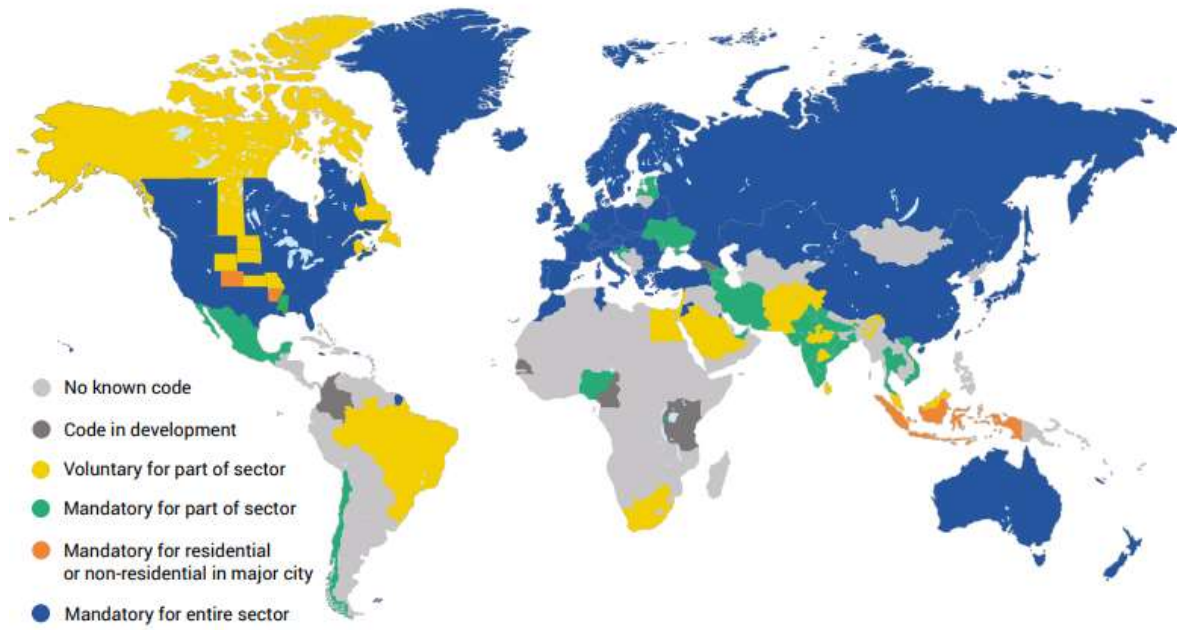 No known code
Code in development
Voluntary for part of sector
Mandatory for part of sector
Mandatory for residential
or non-residential in major city
Mandatory for entire sector